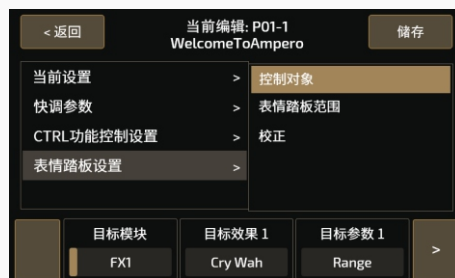 <返回
当前编辑: P01-1
WelcomeToAmpero
储存
当前设置 >
快调参数 >
CTRL功能控制设置 >
表情踏板设置 >
控制对象
表情踏板范围
校正
目标模块
FX1
目标效果 1
Cry Wah
目标参数 1
Range
>